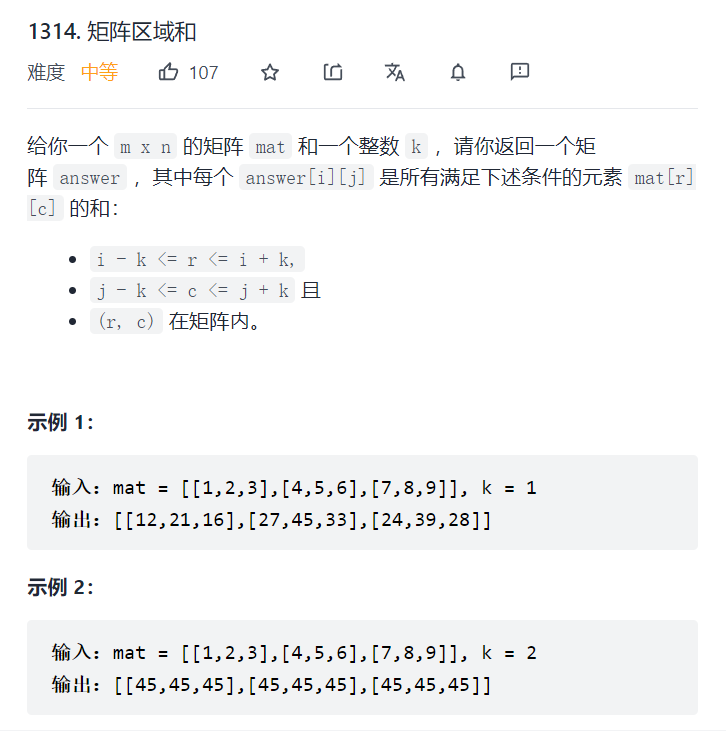 1314. 矩阵区域和
难度 中等 107
给你一个 m x n 的矩阵 mat 和一个整数 k ，请你返回一个矩
阵 answer ，其中每个 answer[i][j] 是所有满足下述条件的元素 mat[r]
[c] 的和：
i - k <= r <= i + k,
j - k <= c <= j + k 且
(r, c) 在矩阵内。
示例 1：
输入：mat = [[1,2,3],[4,5,6],[7,8,9]], k = 1
输出：[[12,21,16],[27,45,33],[24,39,28]]
示例 2：
输入：mat = [[1,2,3],[4,5,6],[7,8,9]], k = 2
输出：[[45,45,45],[45,45,45],[45,45,45]]